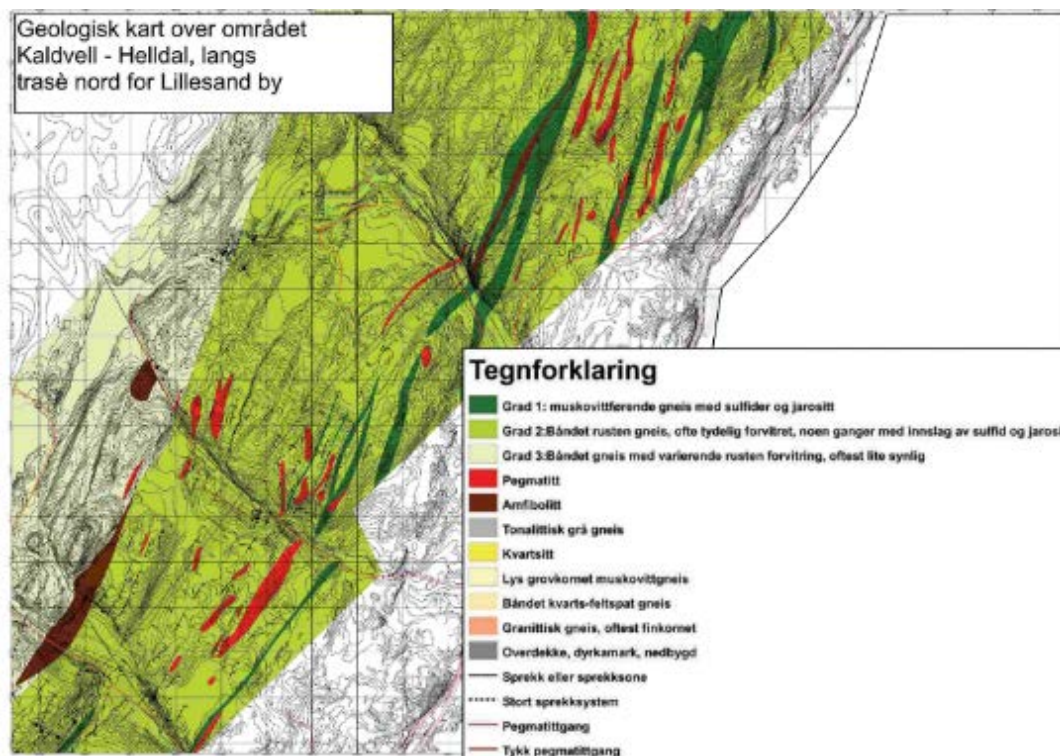 Geologisk kart over området
Kaldvell - Helldal, langs
trasè nord for Lillesand by
Tegnforklaring
Grad 1: muskovittførende gneis med sulfider og jarositt
Grad 2:Båndet rusten gneis, ofte tydelig forvitret, noen ganger med innslag av sulfid og jarosi
Grad 3:Båndet gneis med varierende rusten forvitring, oftest lite synlig
Pegmatitt
Amfibolitt
Tonalittisk grå gneis
Kvartsitt
Lys grovkornet muskovittgneis
Båndet kvarts-feltspat gneis
Granittisk gneis, oftest finkornet
Overdekke, dyrkamark, nedbygd
Sprekk eller sprekksone
Stort sprekksystem
Pegmatittgang
Tykk pegmatittgang